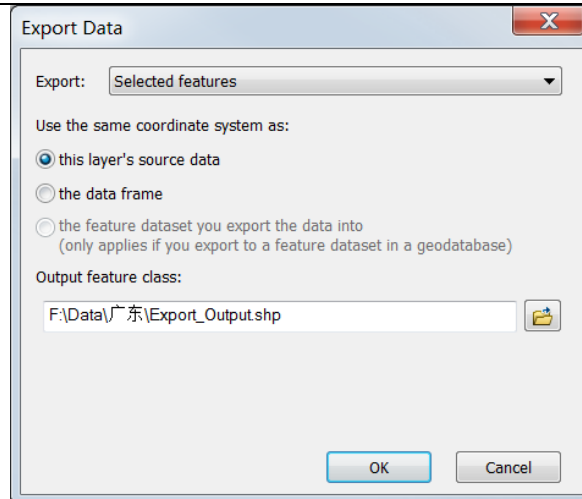 Export Data
Export: Selected features
Use the same coordinate system as:
this layer's source data
the data frame
the feature dataset you export the data into
(only applies if you export to a feature dataset in a geodatabase)
Output feature class:
F:\Data\广东\Export_Output.shp
OK Cancel